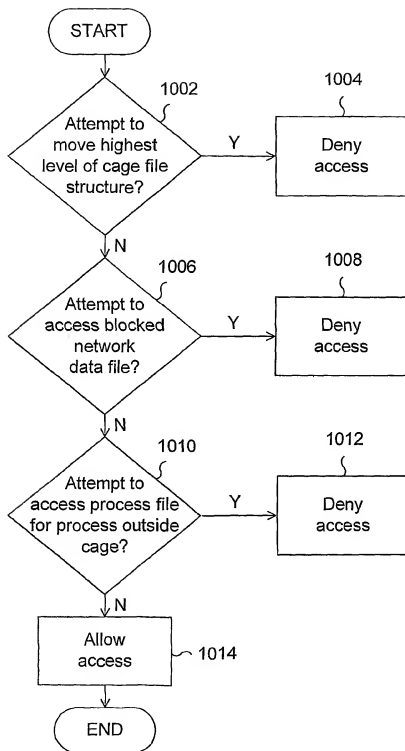 START
1002
Attempt to
move highest
level of cage file
structure?
Y
1004
Deny
access
N
1006
Attempt to
access blocked
network
data file?
Y
1008
Deny
access
N
1010
Attempt to
access process file
for process outside
cage?
Y
1012
Deny
access
N
Allow
access
1014
END